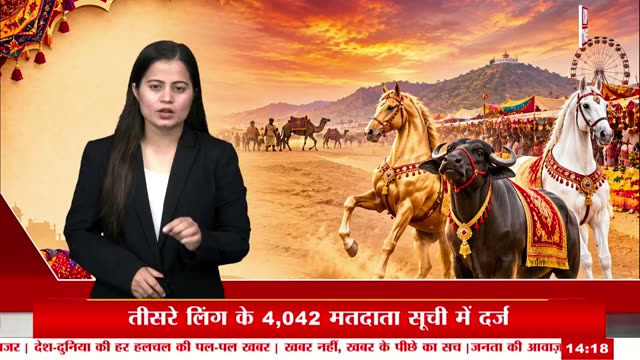 तीसरे लिंग के 4,042 मतदाता सूची में दर्ज
जर | देश-दुनिया की हर हलचल की पल-पल खबर | खबर नहीं, खबर के पीछे का सच |जनता की आवाज़ 14:18